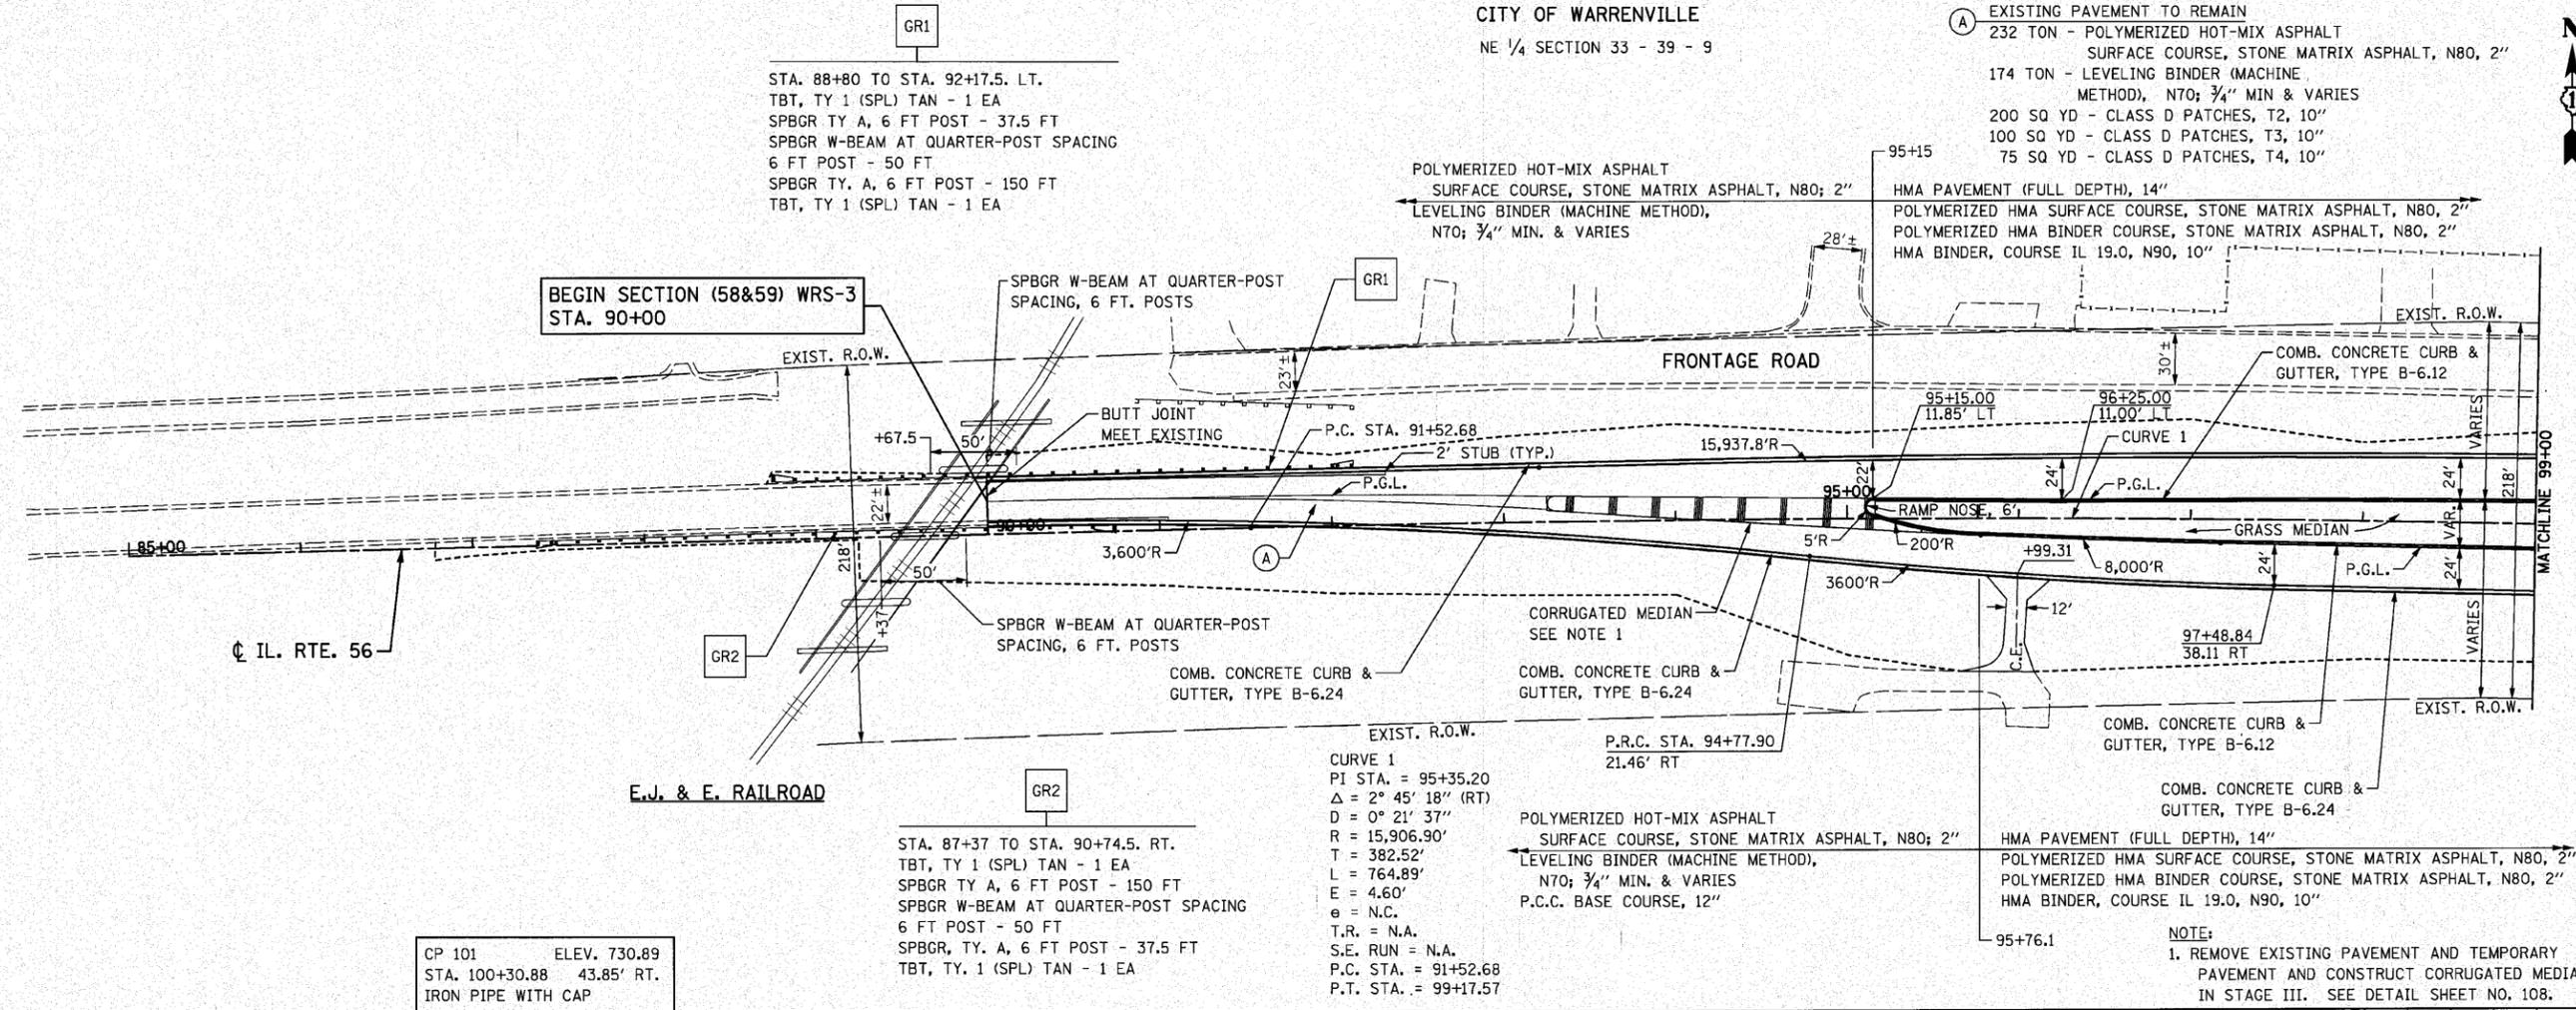 GR1
STA. 88+80 TO STA. 92+17.5. LT.
TBT, TY 1 (SPL) TAN - 1 EA
SPBGR TY A, 6 FT POST - 37.5 FT
SPBGR W-BEAM AT QUARTER-POST SPACING
6 FT POST - 50 FT
SPBGR TY. A, 6 FT POST - 150 FT
TBT, TY 1 (SPL) TAN - 1 EA
CITY OF WARRENVILLE
NE 1/4 SECTION 33 - 39 - 9
A EXISTING PAVEMENT TO REMAIN
232 TON - POLYMERIZED HOT-MIX ASPHALT
SURFACE COURSE, STONE MATRIX ASPHALT, N80, 2"
174 TON - LEVELING BINDER (MACHINE
METHOD), N70; 3/4" MIN & VARIES
200 SQ YD - CLASS D PATCHES, T2, 10"
100 SQ YD - CLASS D PATCHES, T3, 10"
75 SQ YD - CLASS D PATCHES, T4, 10"
N
95+15
POLYMERIZED HOT-MIX ASPHALT
SURFACE COURSE, STONE MATRIX ASPHALT, N80; 2"
LEVELING BINDER (MACHINE METHOD),
N70; 3/4" MIN. & VARIES
HMA PAVEMENT (FULL DEPTH), 14"
POLYMERIZED HMA SURFACE COURSE, STONE MATRIX ASPHALT, N80, 2"
POLYMERIZED HMA BINDER COURSE, STONE MATRIX ASPHALT, N80, 2"
HMA BINDER, COURSE IL 19.0, N90, 10"
28'±
BEGIN SECTION (58&59) WRS-3
STA. 90+00
SPBGR W-BEAM AT QUARTER-POST
SPACING, 6 FT. POSTS
GR1
EXIST. R.O.W.
EXIST. R.O.W.
FRONTAGE ROAD
23'±
30'±
COMB. CONCRETE CURB &
GUTTER, TYPE B-6.12
BUTT JOINT
MEET EXISTING
+67.5
50'
P.C. STA. 91+52.68
2' STUB (TYP.)
P.G.L.
15,937.8'R
95+15.00
11.85' LT
96+25.00
11.00' LT
CURVE 1
VARIES
22'
24'
P.G.L.
24'
218'
MATCHLINE 99+00
95+00
RAMP NOSE, 6'
GRASS MEDIAN
VAR.
22'±
90+00
85+00
218'
50'
+37
3,600'R
A
5'R
200'R
+99.31
8,000'R
3600'R
24'
P.G.L.
24'
12'
C.E.
VARIES
97+48.84
38.11 RT
℄ IL. RTE. 56
GR2
SPBGR W-BEAM AT QUARTER-POST
SPACING, 6 FT. POSTS
COMB. CONCRETE CURB &
GUTTER, TYPE B-6.24
CORRUGATED MEDIAN
SEE NOTE 1
COMB. CONCRETE CURB &
GUTTER, TYPE B-6.24
EXIST. R.O.W.
EXIST. R.O.W.
P.R.C. STA. 94+77.90
21.46' RT
COMB. CONCRETE CURB &
GUTTER, TYPE B-6.12
COMB. CONCRETE CURB &
GUTTER, TYPE B-6.24
E.J. & E. RAILROAD
GR2
STA. 87+37 TO STA. 90+74.5. RT.
TBT, TY 1 (SPL) TAN - 1 EA
SPBGR TY A, 6 FT POST - 150 FT
SPBGR W-BEAM AT QUARTER-POST SPACING
6 FT POST - 50 FT
SPBGR, TY. A, 6 FT POST - 37.5 FT
TBT, TY. 1 (SPL) TAN - 1 EA
CURVE 1
PI STA. = 95+35.20
Δ = 2° 45' 18" (RT)
D = 0° 21' 37"
R = 15,906.90'
T = 382.52'
L = 764.89'
E = 4.60'
e = N.C.
T.R. = N.A.
S.E. RUN = N.A.
P.C. STA. = 91+52.68
P.T. STA. = 99+17.57
POLYMERIZED HOT-MIX ASPHALT
SURFACE COURSE, STONE MATRIX ASPHALT, N80; 2"
LEVELING BINDER (MACHINE METHOD),
N70; 3/4" MIN. & VARIES
P.C.C. BASE COURSE, 12"
HMA PAVEMENT (FULL DEPTH), 14"
POLYMERIZED HMA SURFACE COURSE, STONE MATRIX ASPHALT, N80, 2"
POLYMERIZED HMA BINDER COURSE, STONE MATRIX ASPHALT, N80, 2"
HMA BINDER, COURSE IL 19.0, N90, 10"
95+76.1
CP 101 ELEV. 730.89
STA. 100+30.88 43.85' RT.
IRON PIPE WITH CAP
NOTE:
1. REMOVE EXISTING PAVEMENT AND TEMPORARY
PAVEMENT AND CONSTRUCT CORRUGATED MEDIA
IN STAGE III. SEE DETAIL SHEET NO. 108.